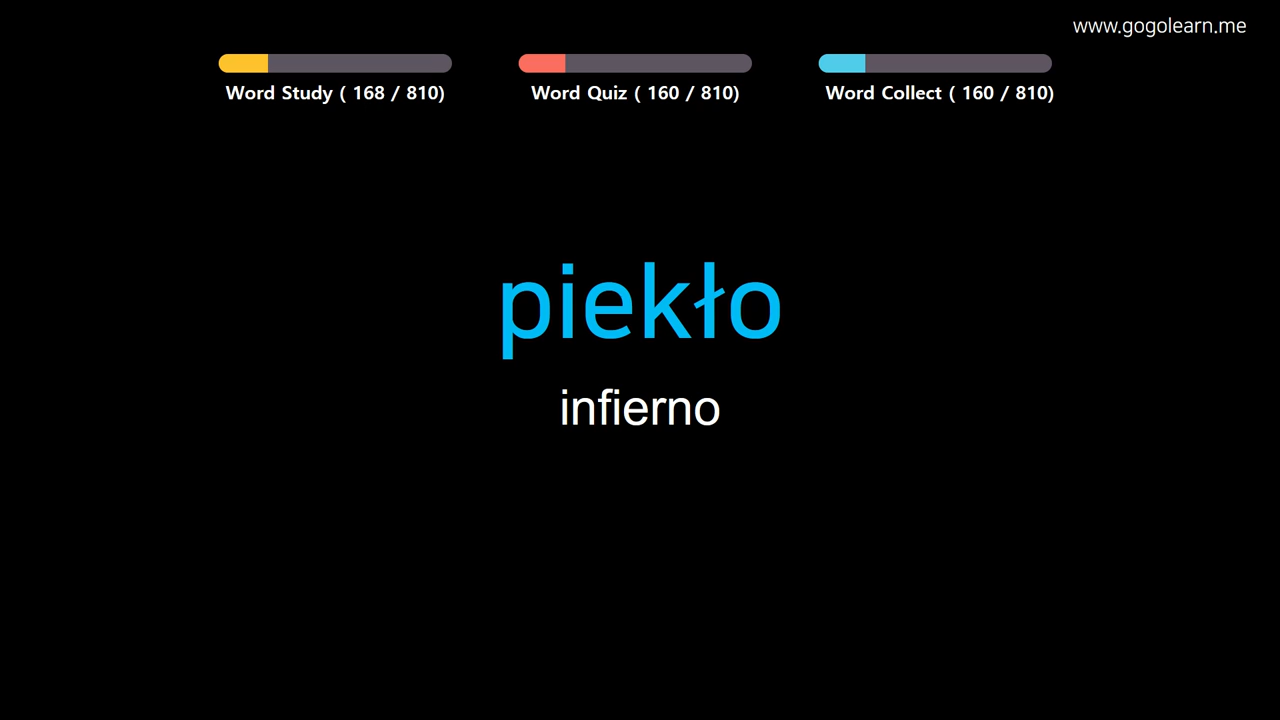 www.gogolearn.me
Word Study ( 168 / 810)
Word Quiz ( 160 / 810)
Word Collect ( 160 / 810)
piekło
infierno